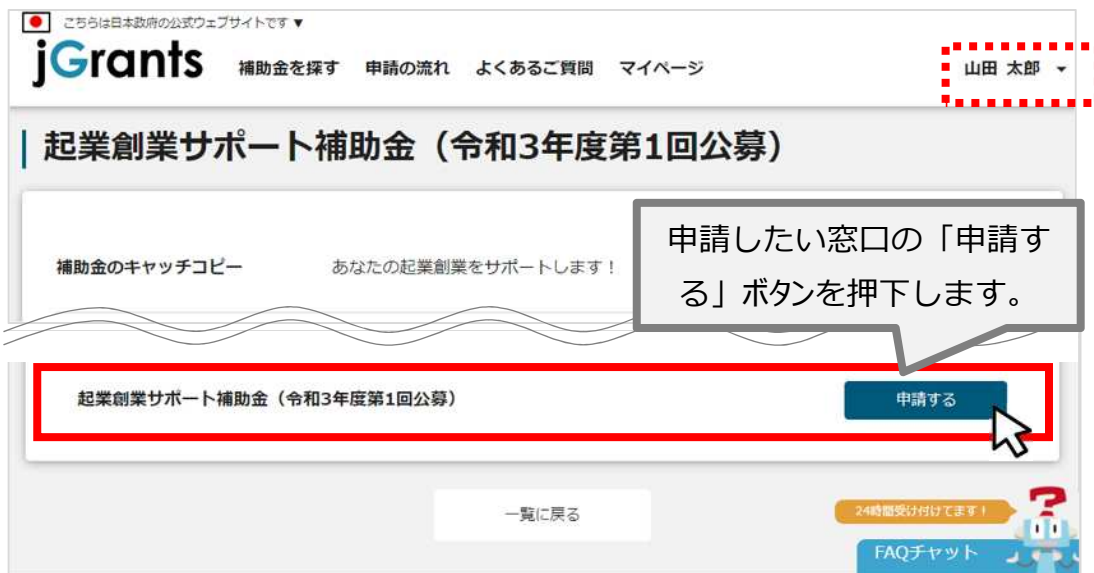 こちらは日本政府の公式ウェブサイトです ▼
jGrants 補助金を探す 申請の流れ よくあるご質問 マイページ 山田 太郎
起業創業サポート補助金（令和3年度第1回公募）
申請したい窓口の「申請す
る」ボタンを押下します。
補助金のキャッチコピー あなたの起業創業をサポートします！
起業創業サポート補助金（令和3年度第1回公募） 申請する
一覧に戻る
24時間受け付けてます！
FAQチャット